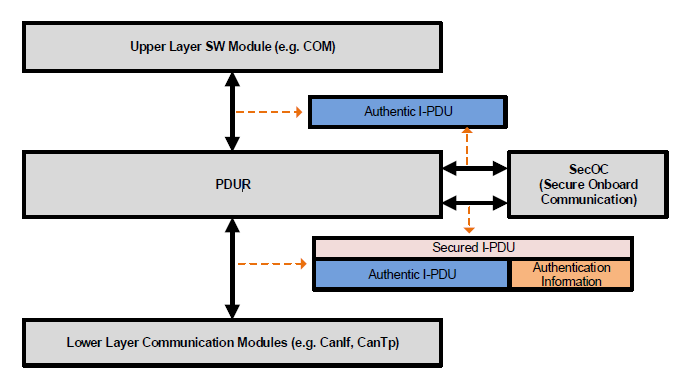 Upper Layer SW Module (e.g. COM)
Authentic I-PDU
PDUR
SecOC
(Secure Onboard
Communication)
Secured I-PDU
Authentic I-PDU
Authentication
Information
Lower Layer Communication Modules (e.g. CanIf, CanTp)